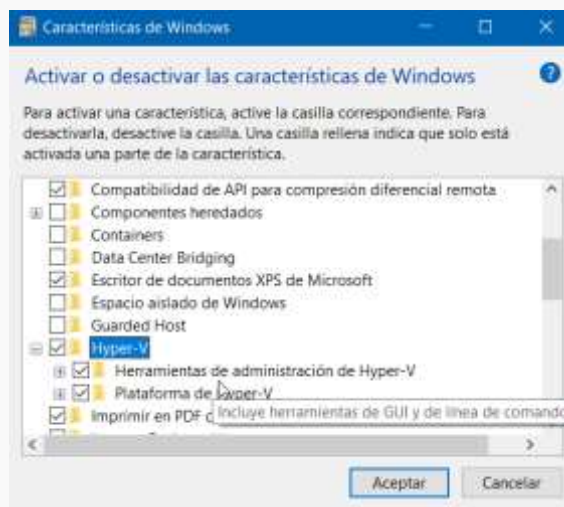 Características de Windows
Activar o desactivar las características de Windows
Para activar una característica, active la casilla correspondiente. Para
desactivarla, desactive la casilla. Una casilla rellena indica que solo está
activada una parte de la característica.
Compatibilidad de API para compresión diferencial remota
Componentes heredados
Containers
Data Center Bridging
Escritor de documentos XPS de Microsoft
Espacio aislado de Windows
Guarded Host
Hyper-V
Herramientas de administración de Hyper-V
Plataforma de Hyper-V
Imprimir en PDF
Incluye herramientas de GUI y de línea de comando
Aceptar
Cancelar